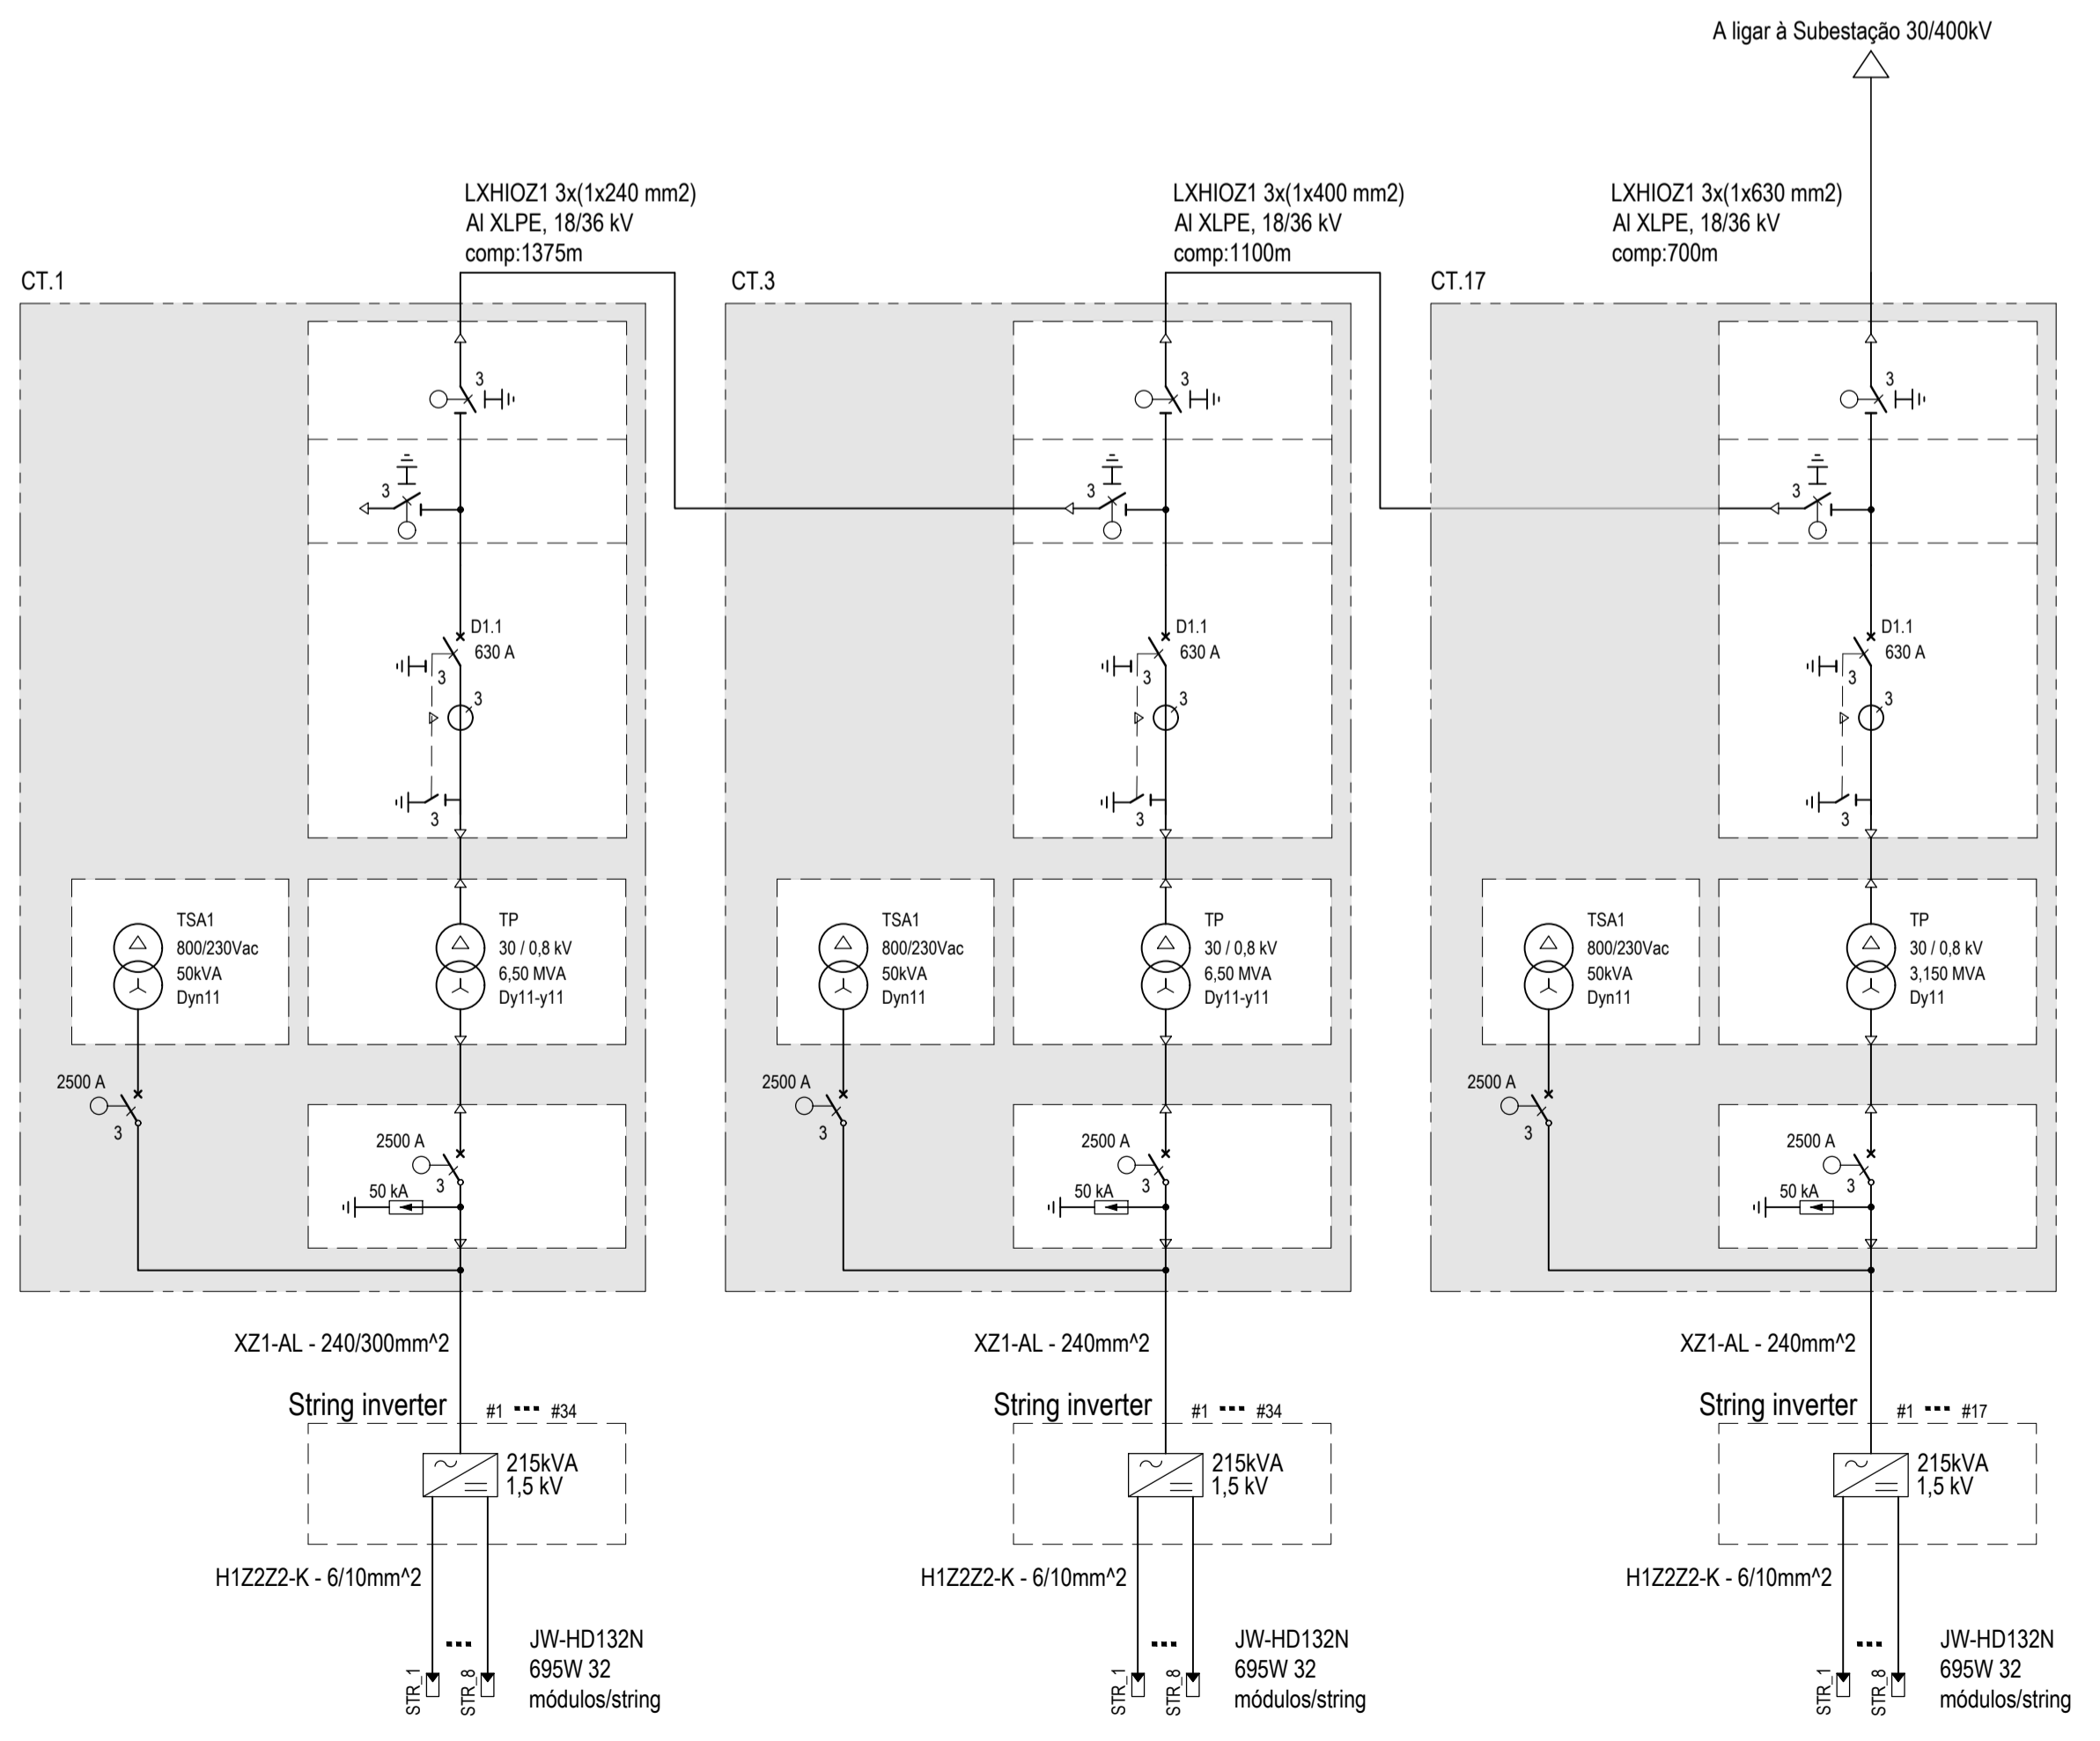 A ligar à Subestação 30/400kV
LXHIOZ1 3x(1x240 mm2)
Al XLPE, 18/36 kV
comp:1375m
LXHIOZ1 3x(1x400 mm2)
Al XLPE, 18/36 kV
comp:1100m
LXHIOZ1 3x(1x630 mm2)
Al XLPE, 18/36 kV
comp:700m
CT.1
3
3
D1.1
630 A
3
3
3
TSA1
800/230Vac
50kVA
Dyn11
TP
30 / 0,8 kV
6,50 MVA
Dy11-y11
2500 A
3
2500 A
3
50 kA
XZ1-AL - 240/300mm^2
String inverter
#1 ... #34
215kVA
1,5 kV
H1Z2Z2-K - 6/10mm^2
...
STR_1
STR_8
JW-HD132N
695W 32
módulos/string
CT.3
3
3
D1.1
630 A
3
3
3
TSA1
800/230Vac
50kVA
Dyn11
TP
30 / 0,8 kV
6,50 MVA
Dy11-y11
2500 A
3
2500 A
3
50 kA
XZ1-AL - 240mm^2
String inverter
#1 ... #34
215kVA
1,5 kV
H1Z2Z2-K - 6/10mm^2
...
STR_1
STR_8
JW-HD132N
695W 32
módulos/string
CT.17
3
3
D1.1
630 A
3
3
3
TSA1
800/230Vac
50kVA
Dyn11
TP
30 / 0,8 kV
3,150 MVA
Dy11
2500 A
3
2500 A
3
50 kA
XZ1-AL - 240mm^2
String inverter
#1 ... #17
215kVA
1,5 kV
H1Z2Z2-K - 6/10mm^2
...
STR_1
STR_8
JW-HD132N
695W 32
módulos/string